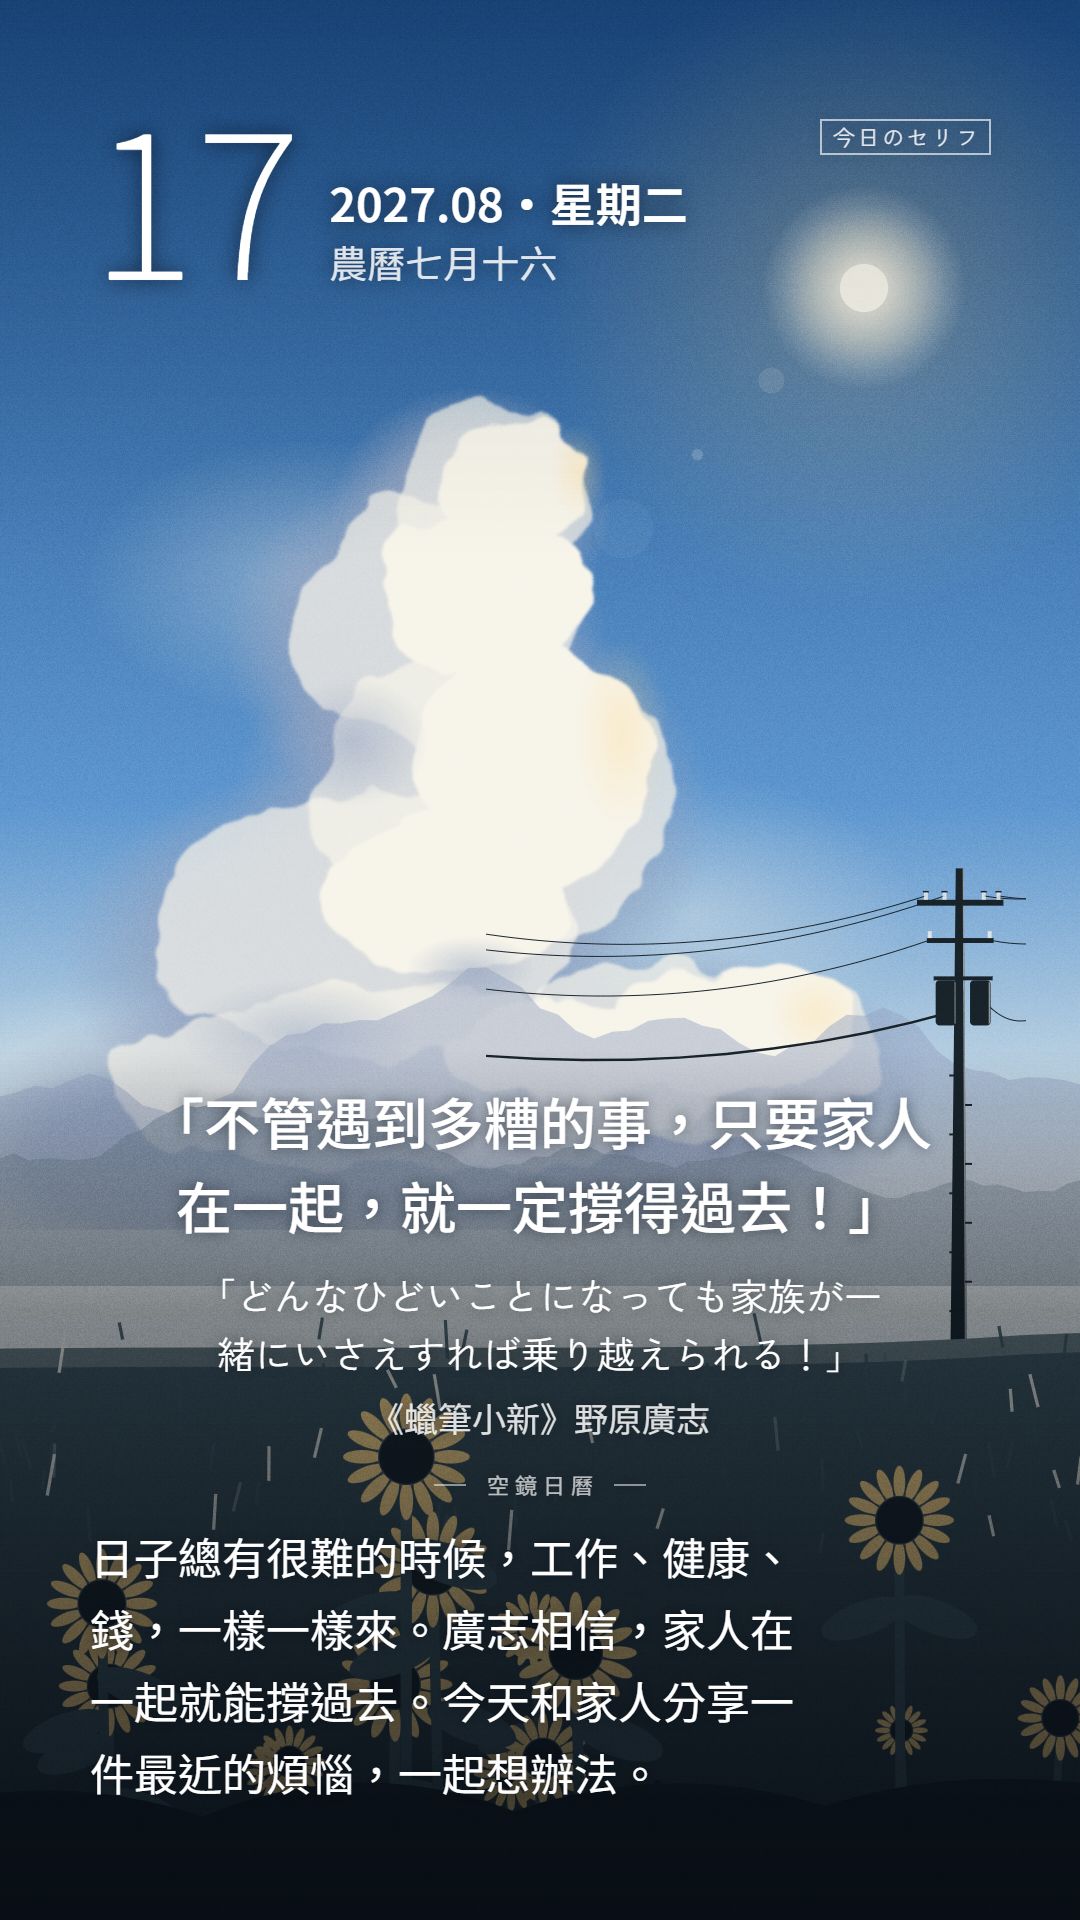 17
今日のセリフ
2027.08・星期二
農曆七月十六
「不管遇到多糟的事，只要家人
在一起，就一定撐得過去！」
「どんなひどいことになっても家族が一
緒にいさえすれば乗り越えられる！」
《蠟筆小新》野原廣志
空鏡日曆
日子總有很難的時候，工作、健康、
錢，一樣一樣來。廣志相信，家人在
一起就能撐過去。今天和家人分享一
件最近的煩惱，一起想辦法。